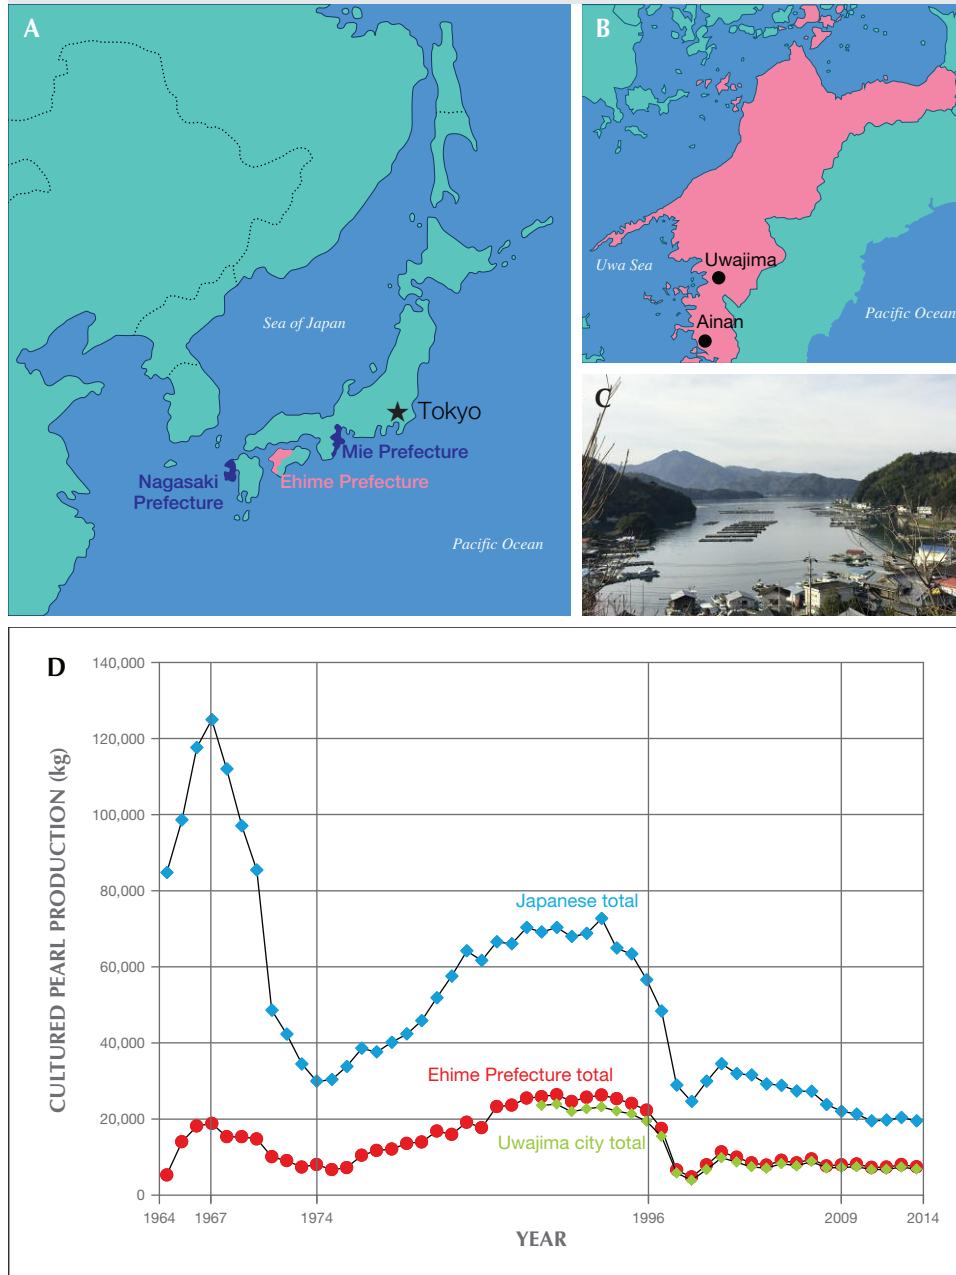 A
Sea of Japan
Tokyo
Mie Prefecture
Nagasaki
Prefecture
Ehime Prefecture
Pacific Ocean
B
Uwajima
Uwa Sea
Ainan
Pacific Ocean
C
D
CULTURED PEARL PRODUCTION (kg)
140,000
120,000
100,000
80,000
60,000
40,000
20,000
0
Japanese total
Ehime Prefecture total
Uwajima city total
1964
1967
1974
1996
2009
2014
YEAR